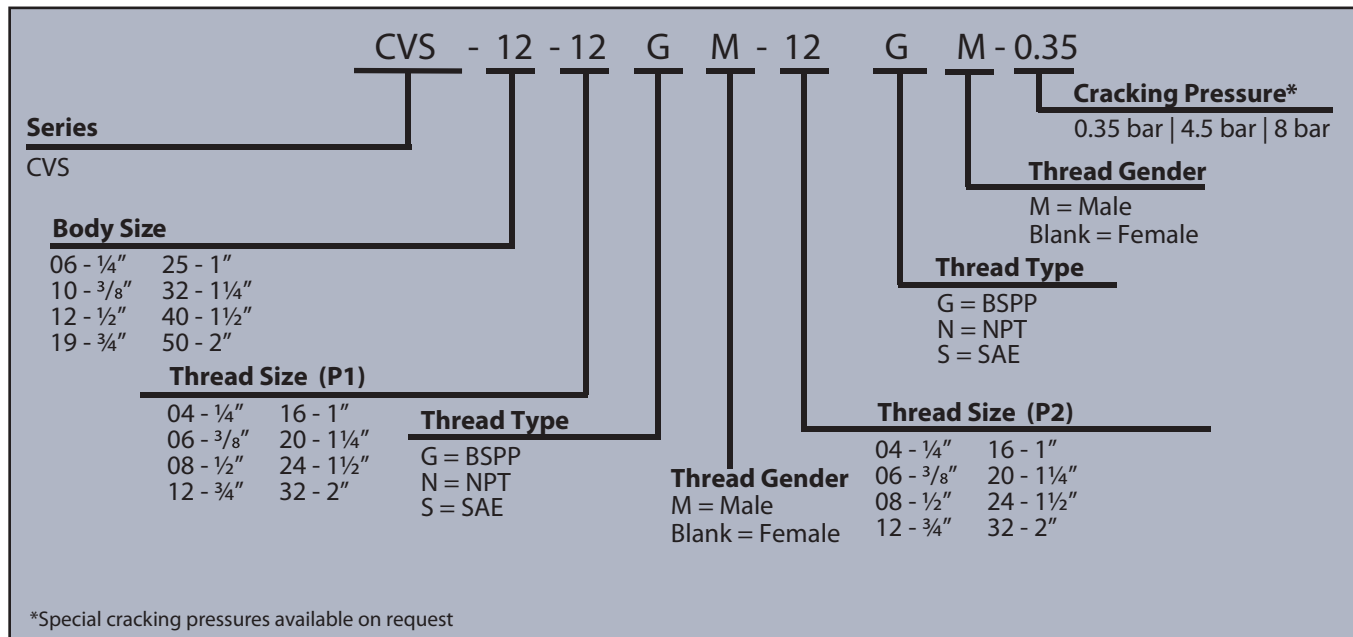 CVS - 12 - 12 G M - 12 G M - 0.35
Cracking Pressure*
0.35 bar | 4.5 bar | 8 bar
Series
CVS
Thread Gender
M = Male
Blank = Female
Body Size
06 - ¼” 25 - 1”
10 - ³/₈” 32 - 1¼”
12 - ½” 40 - 1½”
19 - ¾” 50 - 2”
Thread Type
G = BSPP
N = NPT
S = SAE
Thread Size (P1)
04 - ¼” 16 - 1”
06 - ³/₈” 20 - 1¼”
08 - ½” 24 - 1½”
12 - ¾” 32 - 2”
Thread Type
G = BSPP
N = NPT
S = SAE
Thread Gender
M = Male
Blank = Female
Thread Size (P2)
04 - ¼” 16 - 1”
06 - ³/₈” 20 - 1¼”
08 - ½” 24 - 1½”
12 - ¾” 32 - 2”
*Special cracking pressures available on request